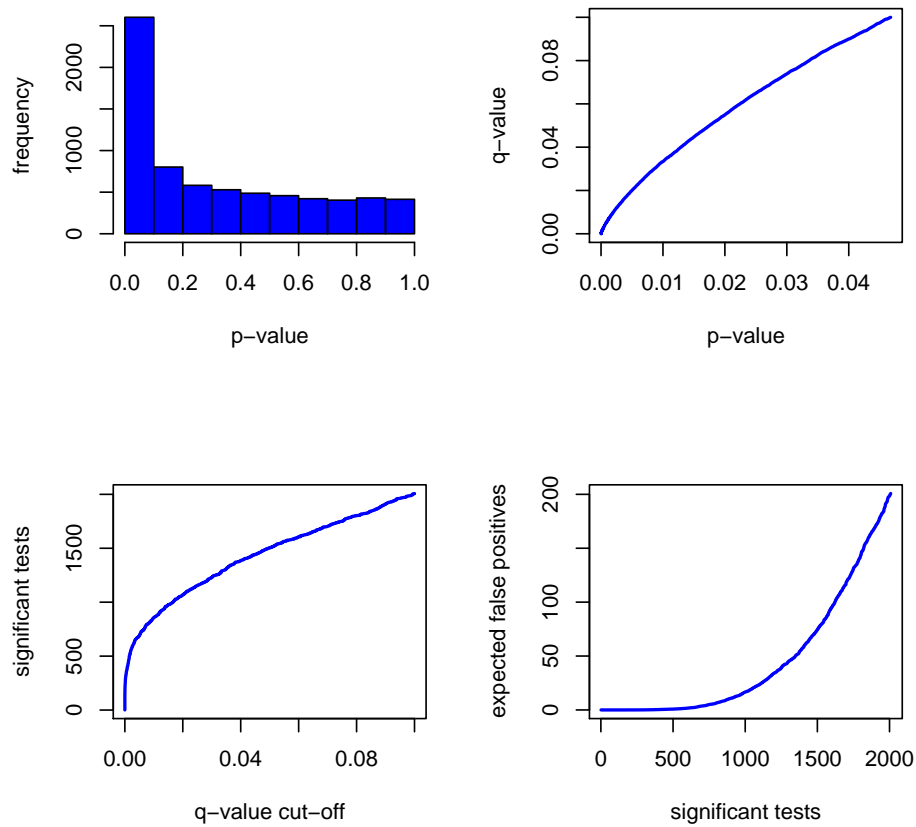 frequency
0 1000 2000
0.0 0.2 0.4 0.6 0.8 1.0
p−value
q−value
0.00 0.04 0.08
0.00 0.01 0.02 0.03 0.04
p−value
significant tests
0 500 1500
0.00 0.04 0.08
q−value cut−off
expected false positives
0 50 100 200
0 500 1000 1500 2000
significant tests